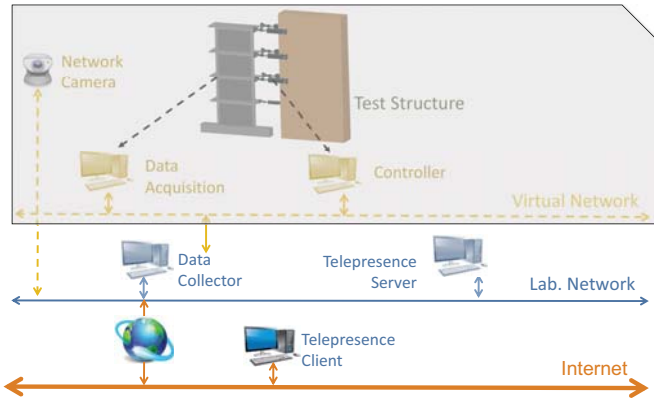 Network
Camera
Test Structure
Data
Acquisition
Controller
Virtual Network
Data
Collector
Telepresence
Server
Lab. Network
Telepresence
Client
Internet